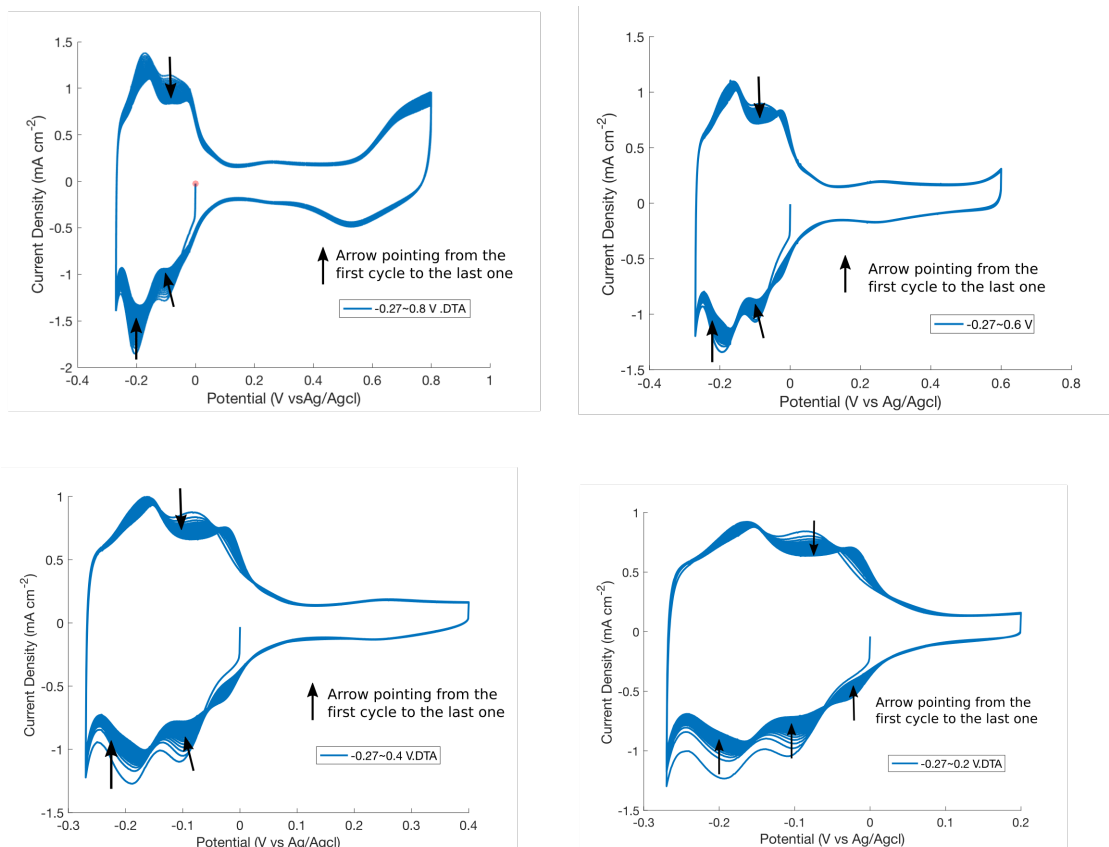 1.5
1
0.5
0
-0.5
-1
-1.5
-2
-0.4
-0.2
0
0.2
0.4
0.6
0.8
1
Current Density (mA cm-2)
Potential (V vsAg/Agcl)
Arrow pointing from the
first cycle to the last one
-0.27~0.8 V .DTA
1.5
1
0.5
0
-0.5
-1
-1.5
-0.4
-0.2
0
0.2
0.4
0.6
0.8
Current Density (mA cm-2)
Potential (V vs Ag/Agcl)
Arrow pointing from the
first cycle to the last one
-0.27~0.6 V
1
0.5
0
-0.5
-1
-1.5
-0.3
-0.2
-0.1
0
0.1
0.2
0.3
0.4
Current Density (mA cm-2)
Potential (V vs Ag/Agcl)
Arrow pointing from the
first cycle to the last one
-0.27~0.4 V.DTA
1
0.5
0
-0.5
-1
-1.5
-0.3
-0.2
-0.1
0
0.1
0.2
Current Density (mA cm-2)
Potential (V vs Ag/Agcl)
Arrow pointing from the
first cycle to the last one
-0.27~0.2 V.DTA